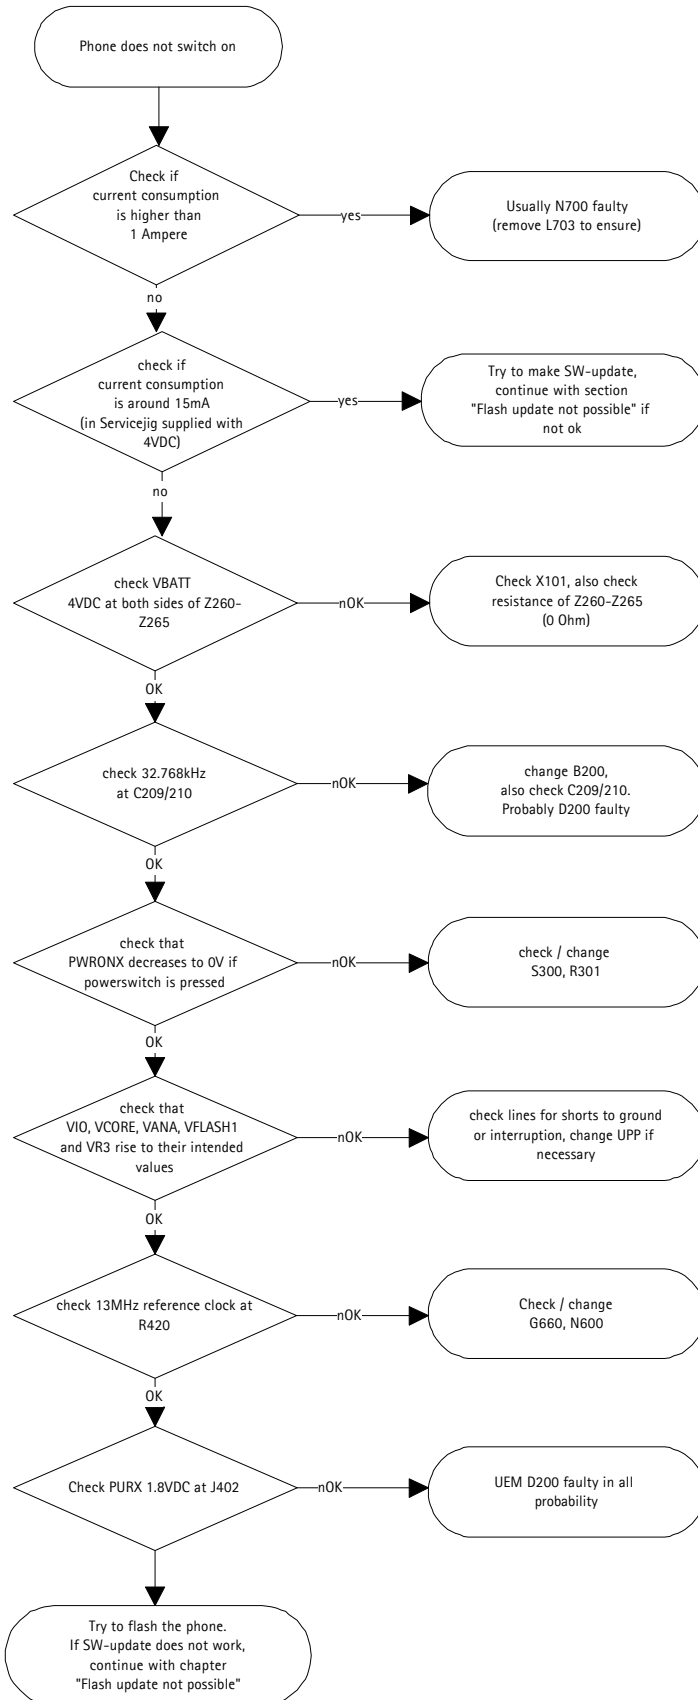 Phone does not switch on
Check if
current consumption
is higher than
1 Ampere
yes
Usually N700 faulty
(remove L703 to ensure)
no
check if
current consumption
is around 15mA
(in Servicejig supplied with
4VDC)
yes
Try to make SW-update,
continue with section
"Flash update not possible" if
not ok
no
check VBATT
4VDC at both sides of Z260-
Z265
nOK
Check X101, also check
resistance of Z260-Z265
(0 Ohm)
OK
check 32.768kHz
at C209/210
nOK
change B200,
also check C209/210.
Probably D200 faulty
OK
check that
PWRONX decreases to 0V if
powerswitch is pressed
nOK
check / change
S300, R301
OK
check that
VIO, VCORE, VANA, VFLASH1
and VR3 rise to their intended
values
nOK
check lines for shorts to ground
or interruption, change UPP if
necessary
OK
check 13MHz reference clock at
R420
nOK
Check / change
G660, N600
OK
Check PURX 1.8VDC at J402
nOK
UEM D200 faulty in all
probability
Try to flash the phone.
If SW-update does not work,
continue with chapter
"Flash update not possible"